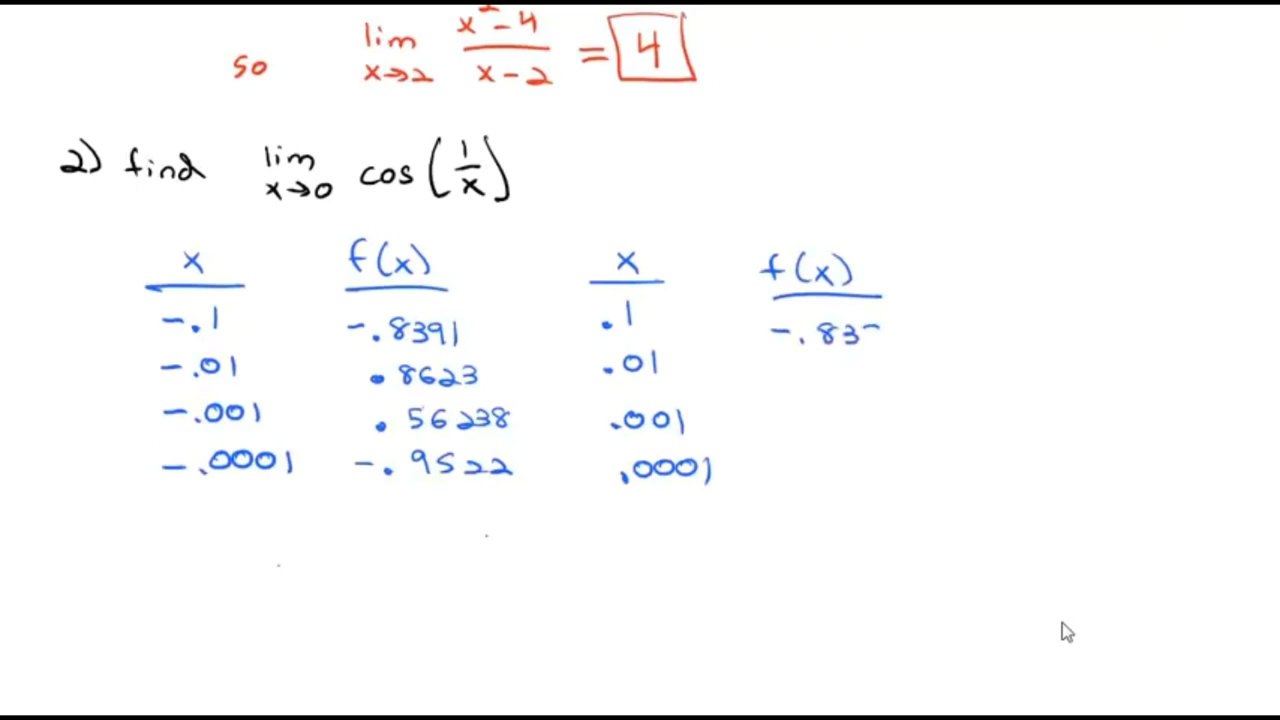 so lim x→2 x²-4 / x-2 = 4
2) find lim x→0 cos(1/x)
x f(x) x f(x)
-.1 -.8391 .1 -.83
-.01 .8623 .01
-.001 .56238 .001
-.0001 -.9522 .0001